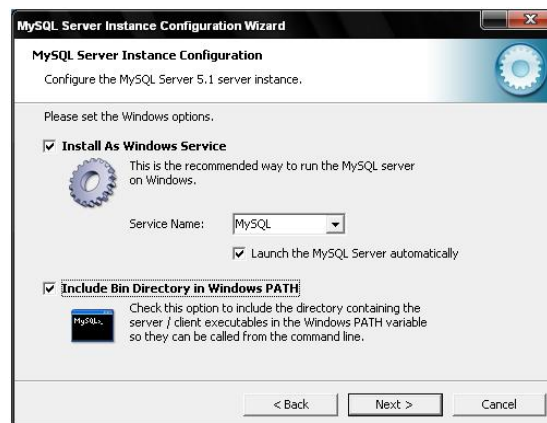 MySQL Server Instance Configuration Wizard
MySQL Server Instance Configuration
Configure the MySQL Server 5.1 server instance.
Please set the Windows options.
Install As Windows Service
This is the recommended way to run the MySQL server
on Windows.
Service Name: MySQL
Launch the MySQL Server automatically
Include Bin Directory in Windows PATH
MySQL>_
Check this option to include the directory containing the
server / client executables in the Windows PATH variable
so they can be called from the command line.
< Back Next > Cancel